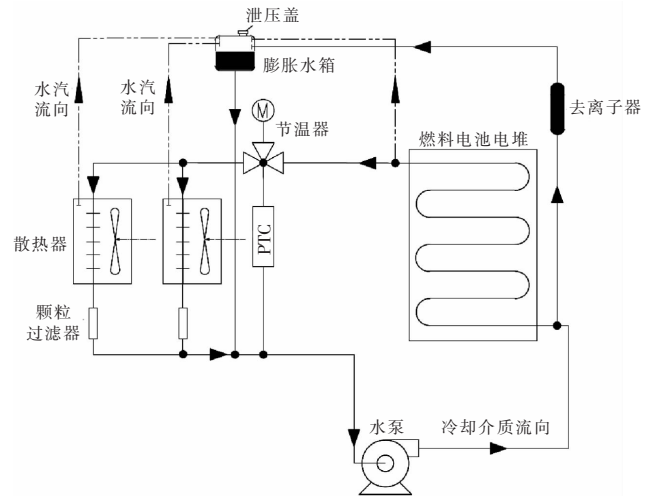 泄压盖
膨胀水箱
水汽
流向
水汽
流向
M
节温器
去离子器
燃料电池电堆
散热器
PTC
颗粒
过滤器
水泵
冷却介质流向